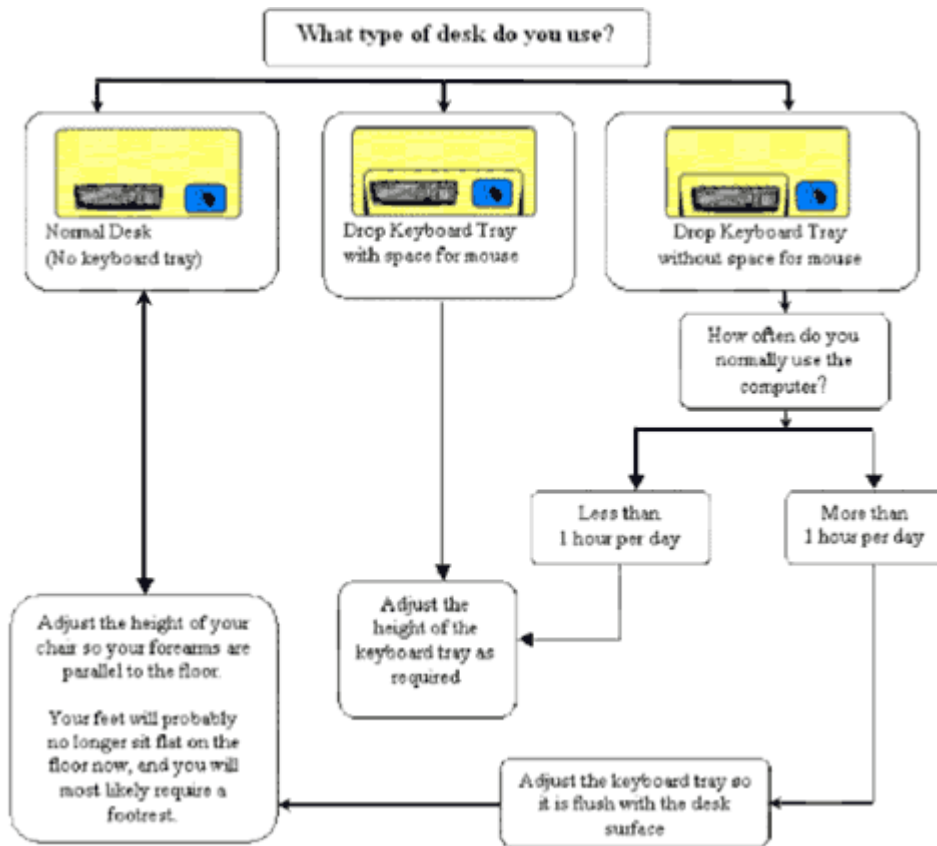 What type of desk do you use?
Normal Desk
(No keyboard tray)
Drop Keyboard Tray
with space for mouse
Drop Keyboard Tray
without space for mouse
How often do you
normally use the
computer?
Less than
1 hour per day
More than
1 hour per day
Adjust the height of your
chair so your forearms are
parallel to the floor.
Your feet will probably
no longer sit flat on the
floor now, and you will
most likely require a
footrest.
Adjust the
height of the
keyboard tray as
required
Adjust the keyboard tray so
it is flush with the desk
surface